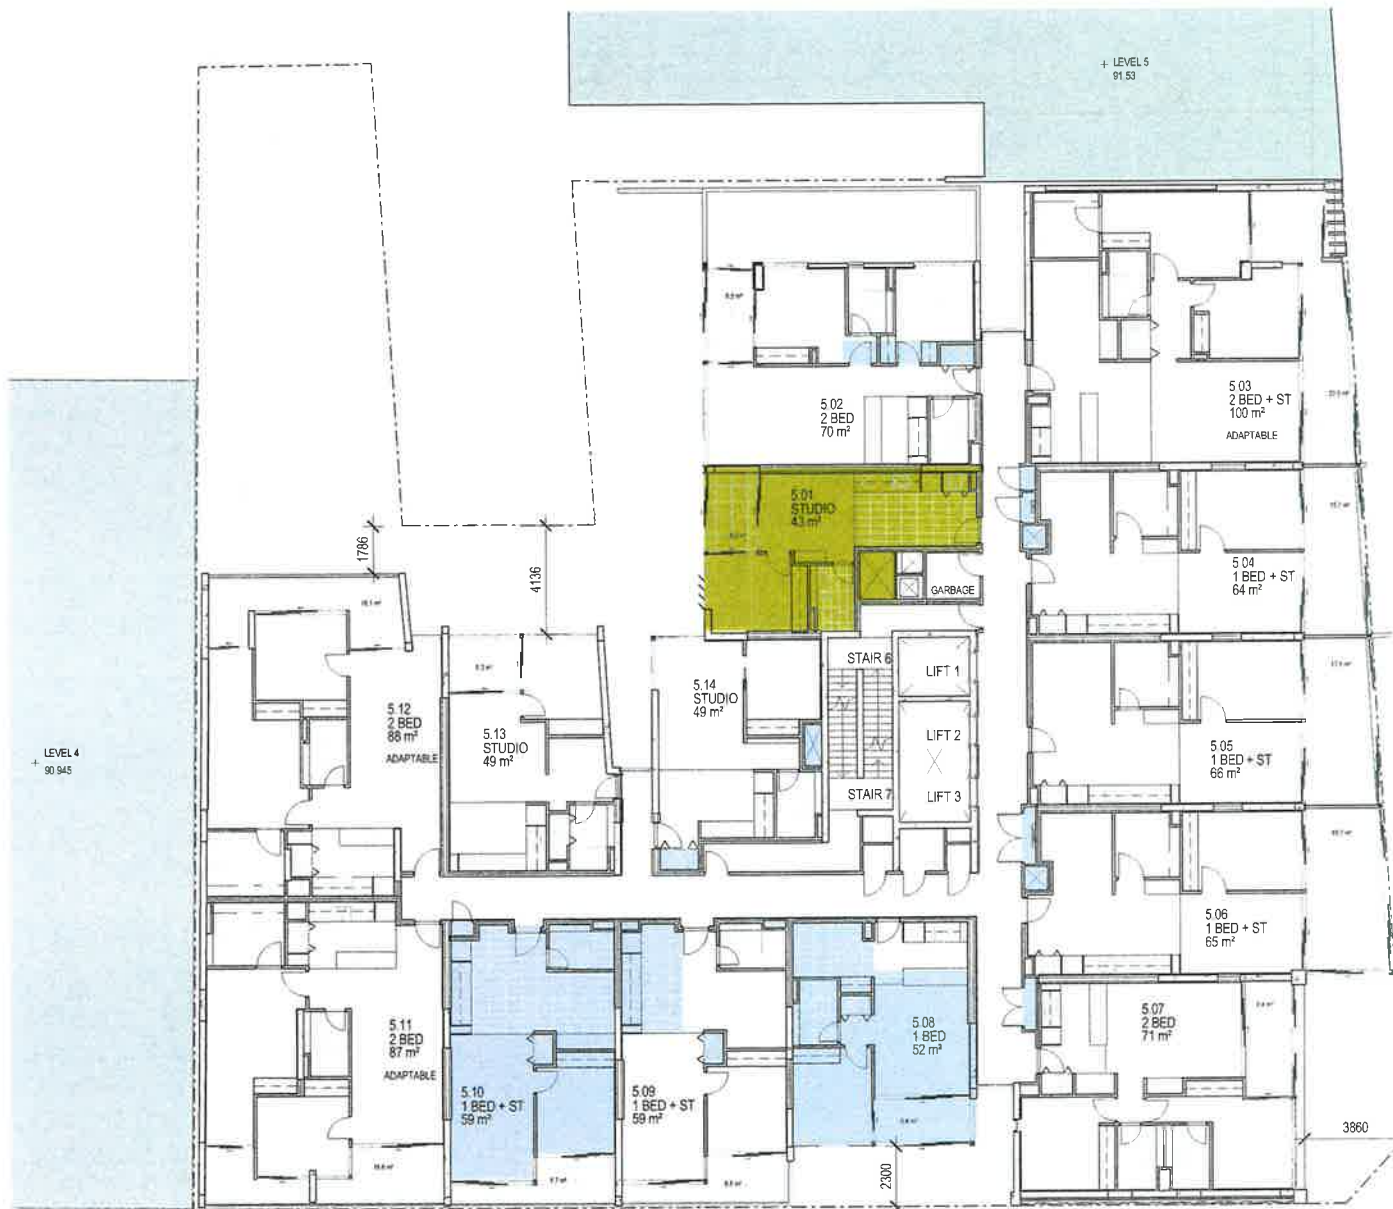 LEVEL 5
91.53
5.02
2 BED
70 m²
5.03
2 BED + ST
100 m²
ADAPTABLE
5.01
STUDIO
43 m²
GARBAGE
5.04
1 BED + ST
64 m²
1786
4136
STAIR 6
LIFT 1
5.14
STUDIO
49 m²
5.12
2 BED
88 m²
ADAPTABLE
5.13
STUDIO
49 m²
LIFT 2
5.05
1 BED + ST
66 m²
LEVEL 4
90.945
STAIR 7
LIFT 3
5.06
1 BED + ST
65 m²
5.11
2 BED
87 m²
ADAPTABLE
5.10
1 BED + ST
59 m²
5.09
1 BED + ST
59 m²
5.08
1 BED
52 m²
5.07
2 BED
71 m²
3860
2300